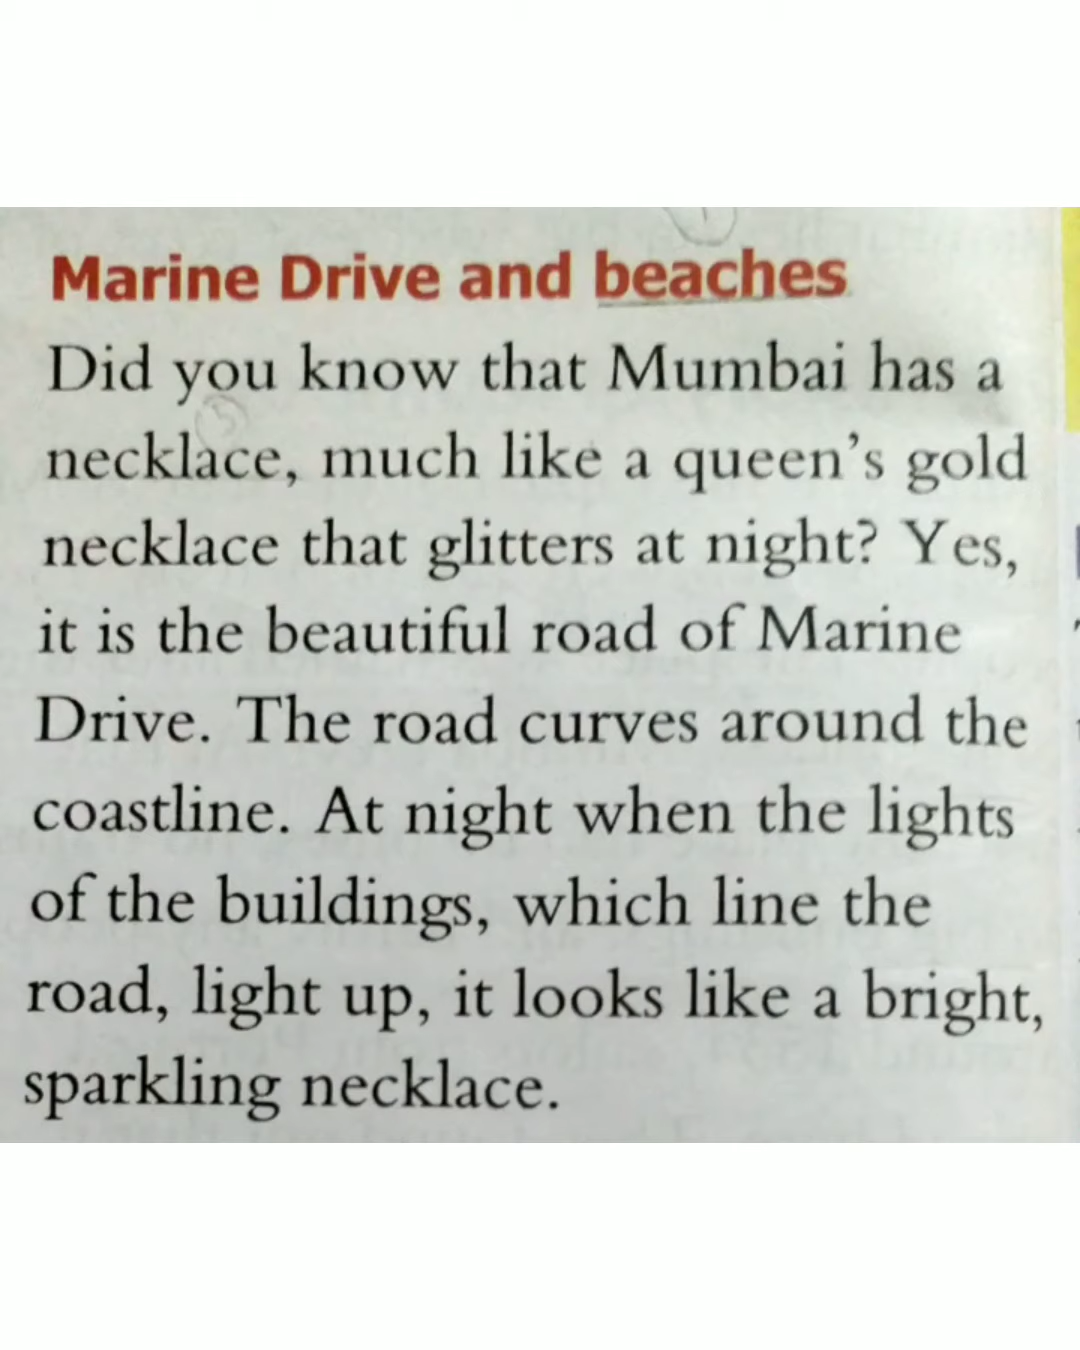 Marine Drive and beaches
Did you know that Mumbai has a
necklace, much like a queen's gold
necklace that glitters at night? Yes,
it is the beautiful road of Marine
Drive. The road curves around the
coastline. At night when the lights
of the buildings, which line the
road, light up, it looks like a bright,
sparkling necklace.